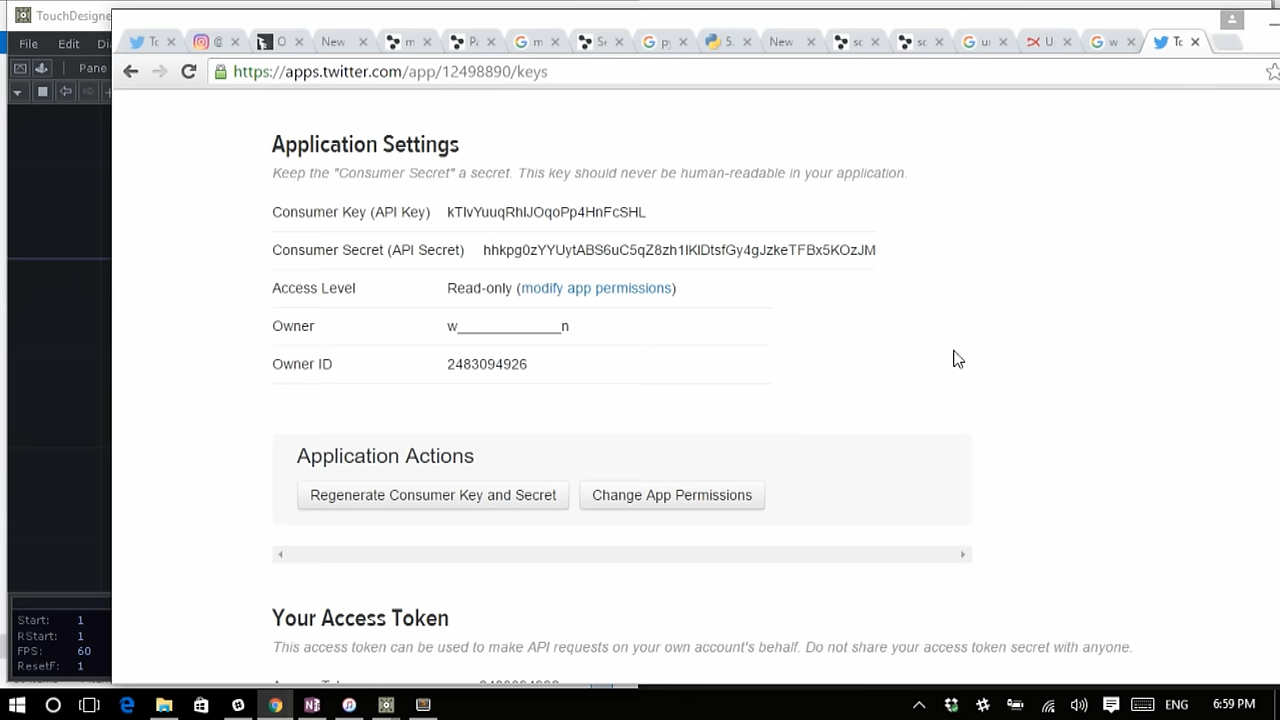 TouchDesigne
File Edit Di
Pane
New
New
https://apps.twitter.com/app/12498890/keys
Application Settings
Keep the "Consumer Secret" a secret. This key should never be human-readable in your application.
Consumer Key (API Key)
Consumer Secret (API Secret)
Access Level Read-only (modify app permissions)
Owner w______________n
Owner ID 2483094926
Application Actions
Regenerate Consumer Key and Secret Change App Permissions
Your Access Token
This access token can be used to make API requests on your own account's behalf. Do not share your access token secret with anyone.
Start: 1
RStart: 1
FPS: 60
ResetF: 1
ENG 6:59 PM